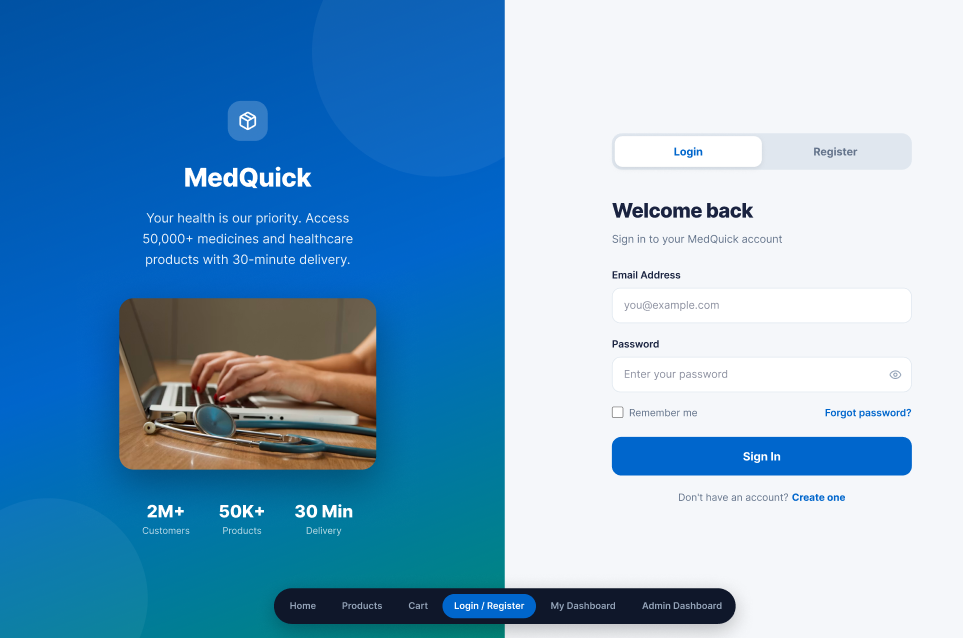 MedQuick
Your health is our priority. Access
50,000+ medicines and healthcare
products with 30-minute delivery.
2M+ 50K+ 30 Min
Customers Products Delivery
Login Register
Welcome back
Sign in to your MedQuick account
Email Address
you@example.com
Password
Enter your password
Remember me Forgot password?
Sign In
Don't have an account? Create one
Home Products Cart Login / Register My Dashboard Admin Dashboard